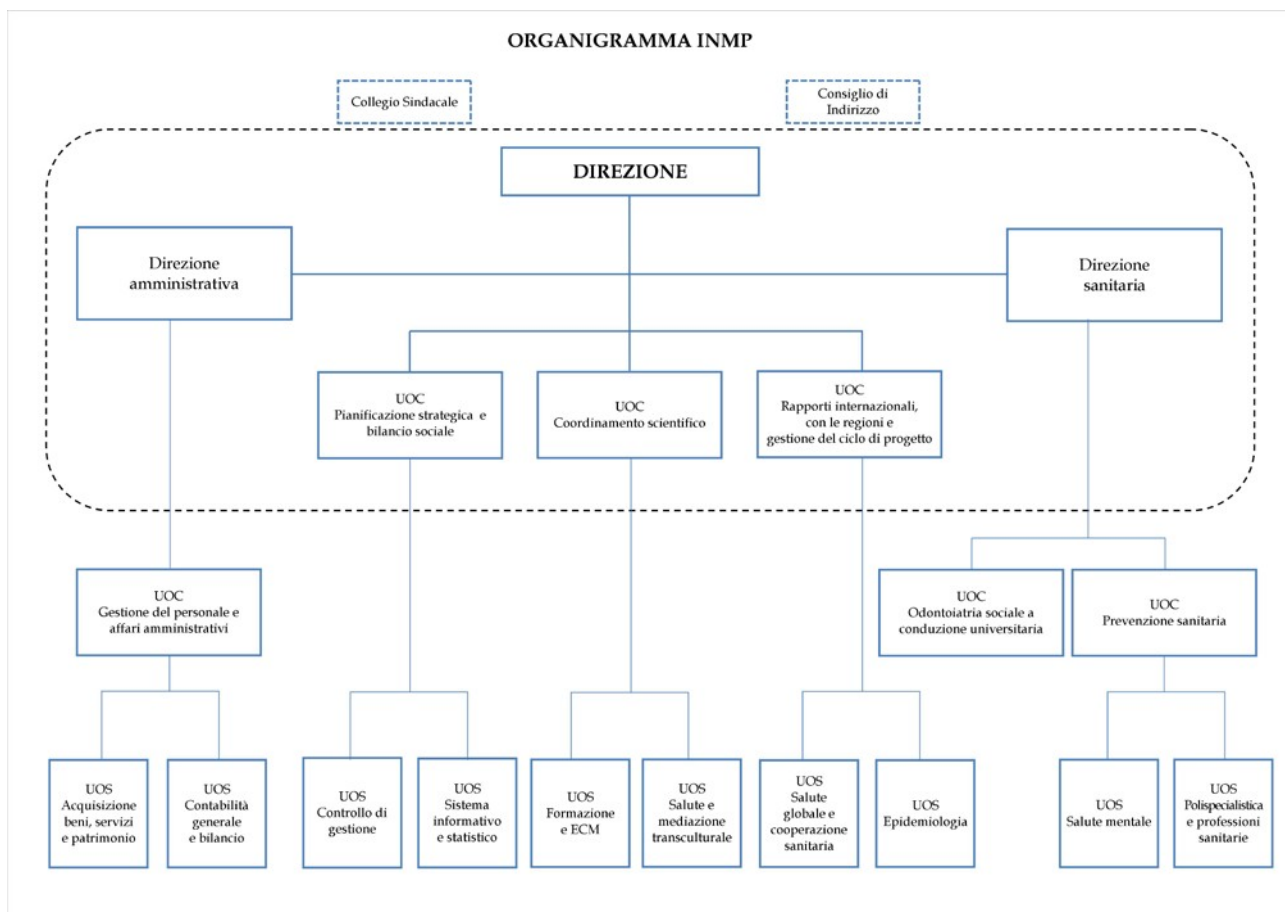 ORGANIGRAMMA INMP
Collegio Sindacale
Consiglio di
Indirizzo
DIREZIONE
Direzione
amministrativa
Direzione
sanitaria
UOC
Pianificazione strategica e
bilancio sociale
UOC
Coordinamento scientifico
UOC
Rapporti internazionali,
con le regioni e
gestione del ciclo di progetto
UOC
Gestione del personale e
affari amministrativi
UOC
Odontoiatria sociale a
conduzione universitaria
UOC
Prevenzione sanitaria
UOS
Acquisizione
beni, servizi
e patrimonio
UOS
Contabilità
generale
e bilancio
UOS
Controllo di
gestione
UOS
Sistema
informativo
e statistico
UOS
Formazione
e ECM
UOS
Salute e
mediazione
transculturale
UOS
Salute
globale e
cooperazione
sanitaria
UOS
Epidemiologia
UOS
Salute mentale
UOS
Polispecialistica
e professioni
sanitarie